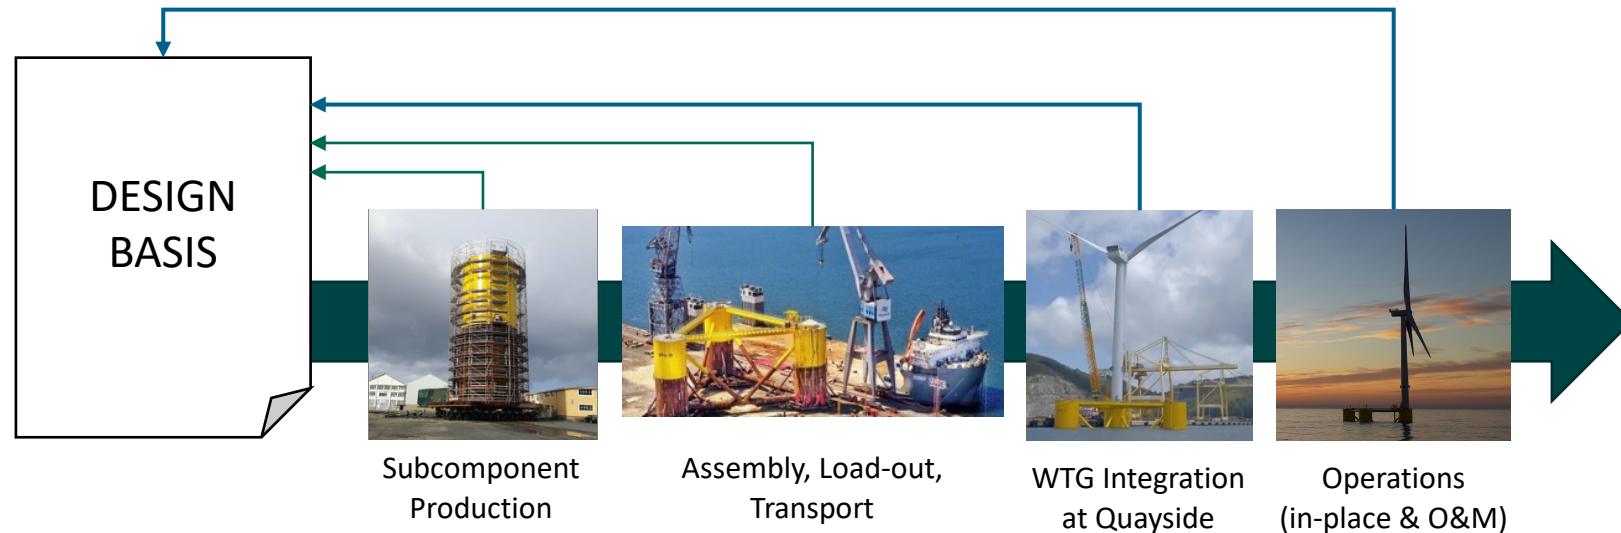 DESIGN
BASIS
Subcomponent
Production
Assembly, Load-out,
Transport
WTG Integration
at Quayside
Operations
(in-place & O&M)